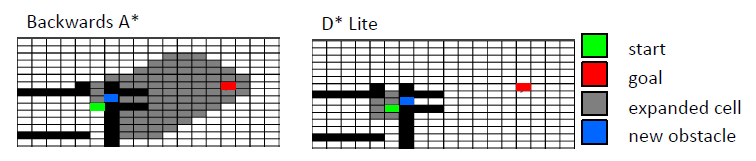 Backwards A*
D* Lite
start
goal
expanded cell
new obstacle